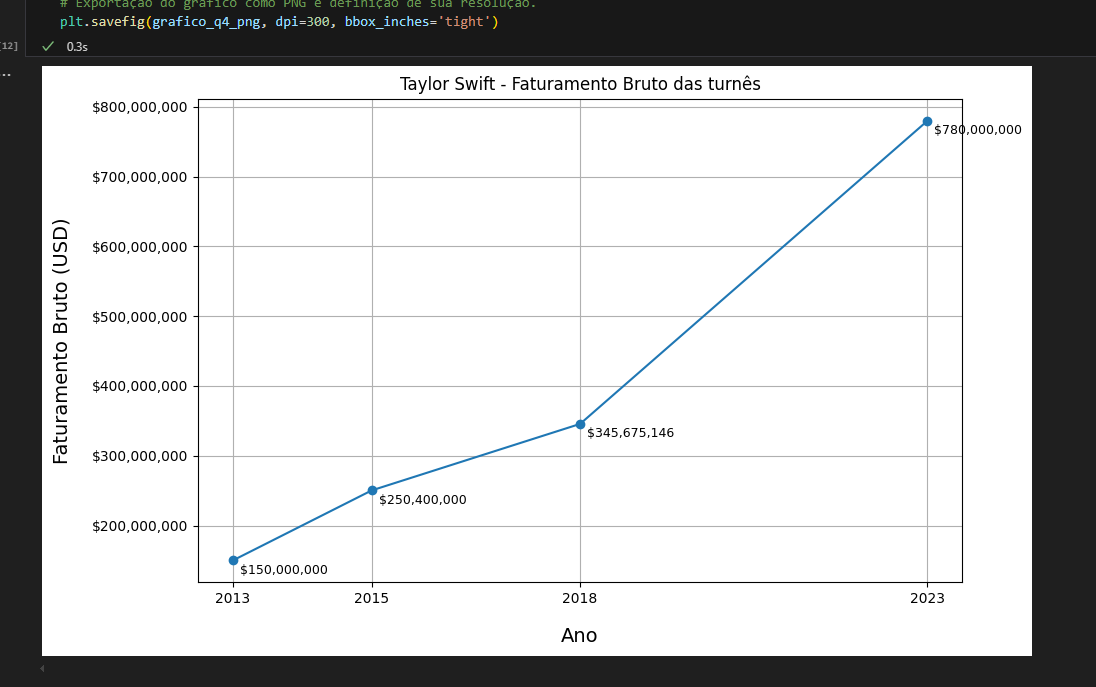 # Exportação do gráfico como PNG e definição de sua resolução.
plt.savefig(grafico_q4_png, dpi=300, bbox_inches='tight')
[12]
0.3s
...
Taylor Swift - Faturamento Bruto das turnês
$800,000,000
$780,000,000
$700,000,000
$600,000,000
$500,000,000
$400,000,000
$345,675,146
$300,000,000
$250,400,000
$200,000,000
$150,000,000
Faturamento Bruto (USD)
2013 2015 2018 2023
Ano